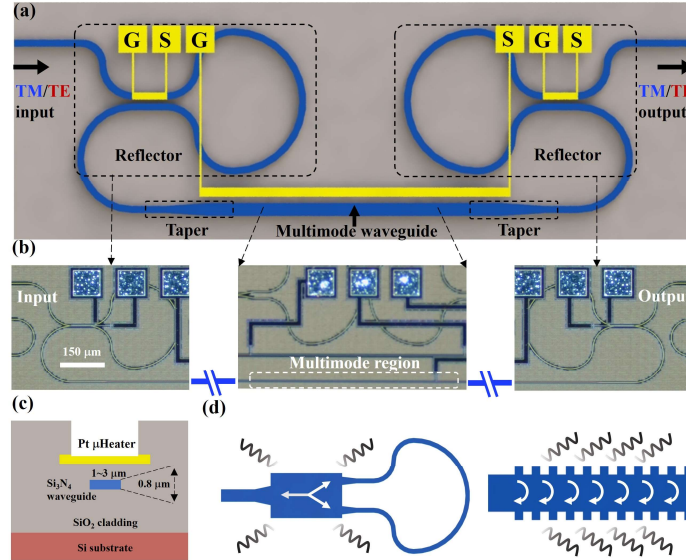 (a)
G S G
S G S
TM/TE
input
TM/TE
output
Reflector
Reflector
Taper
Multimode waveguide
Taper
(b)
Input
150 μm
Multimode region
Output
(c)
Pt μHeater
1~3 μm
Si₃N₄
waveguide
0.8 μm
SiO₂ cladding
Si substrate
(d)